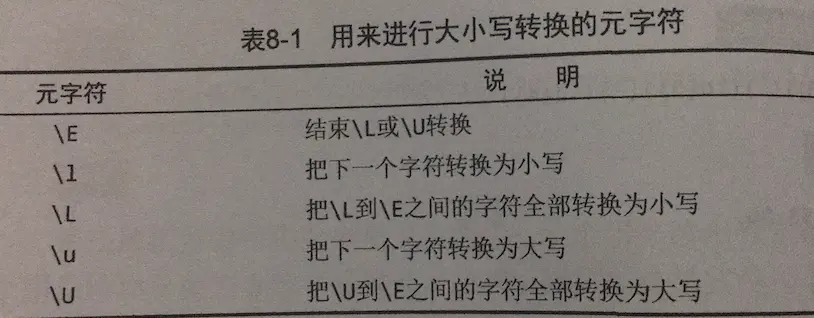 表8-1 用来进行大小写转换的元字符
元字符 说 明
\E 结束\L或\U转换
\l 把下一个字符转换为小写
\L 把\L到\E之间的字符全部转换为小写
\u 把下一个字符转换为大写
\U 把\U到\E之间的字符全部转换为大写